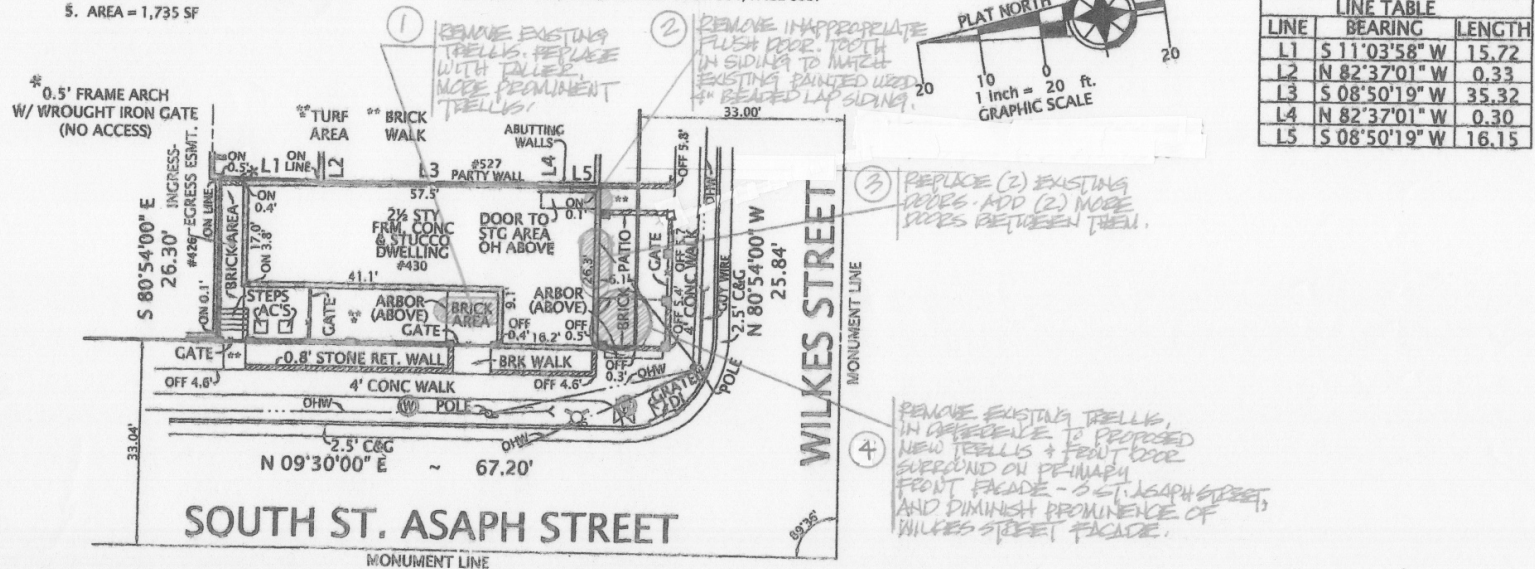 5. AREA = 1,735 SF
PLAT NORTH
20
10
0
20
1 inch = 20 ft.
GRAPHIC SCALE
LINE TABLE
LINE BEARING LENGTH
L1 S 11°03'58" W 15.72
L2 N 82°37'01" W 0.33
L3 S 08°50'19" W 35.32
L4 N 82°37'01" W 0.30
L5 S 08°50'19" W 16.15
1
REMOVE EXISTING
TRELLIS. REPLACE
WITH TALLER,
MORE PROMINENT
TRELLIS.
2
REMOVE INAPPROPRIATE
FLUSH DOOR. TOOTH
IN SIDING TO MATCH
EXISTING PAINTED WOOD
4" BEADED LAP SIDING.
3
REPLACE (2) EXISTING
DOORS. ADD (2) MORE
DOORS BETWEEN THEM.
4
REMOVE EXISTING TRELLIS,
IN DEFERENCE TO PROPOSED
NEW TRELLIS & FRONT DOOR
SURROUND ON PRIMARY
FRONT FACADE - S ST. ASAPH STREET,
AND DIMINISH PROMINENCE OF
WILKES STREET FACADE.
* 0.5' FRAME ARCH
W/ WROUGHT IRON GATE
(NO ACCESS)
** TURF
AREA
** BRICK
WALK
ABUTTING
WALLS
33.00'
INGRESS-
EGRESS ESMT.
#426
ON LINE
ON
0.5'
*
L1
ON
LINE
L2
L3
#527
PARTY WALL
L4
L5
OFF 5.8'
OHW
S 80°54'00" E
26.30'
BRICK AREA
ON
0.4'
17.0'
ON 3.8'
57.5'
2½ STY
FRM, CONC
& STUCCO
DWELLING
#430
DOOR TO
STG AREA
OH ABOVE
ON
0.1'
**
26.3'
6.1'
BRICK PATIO
GATE
OFF 5.7
OFF 5.4'
4' CONC WALK
GUY WIRE
2.5' C&G
N 80°54'00" W
25.84'
WILKES STREET
MONUMENT LINE
41.1'
ON 0.1'
STEPS
AC'S
GATE
**
ARBOR
(ABOVE)
GATE
BRICK
AREA
9.1'
ARBOR
(ABOVE)
OFF
0.4'
16.2'
OFF
0.5'
OFF
0.3'
GATE
**
0.8' STONE RET. WALL
BRK WALK
OFF 4.6'
4' CONC WALK
OFF 4.6'
OHW
GRATE
DI
POLE
OHW
W
POLE
OHW
33.04'
2.5' C&G
N 09°30'00" E ~ 67.20'
SOUTH ST. ASAPH STREET
89°36'
MONUMENT LINE